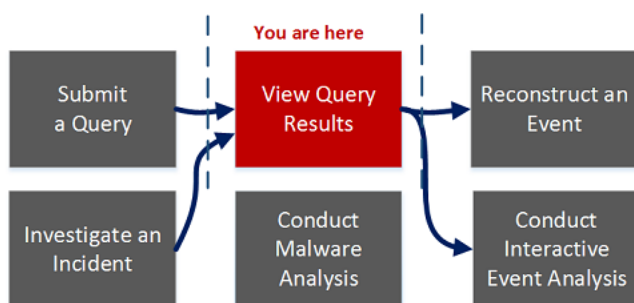 You are here
Submit
a Query
View Query
Results
Reconstruct an
Event
Investigate an
Incident
Conduct
Malware
Analysis
Conduct
Interactive
Event Analysis